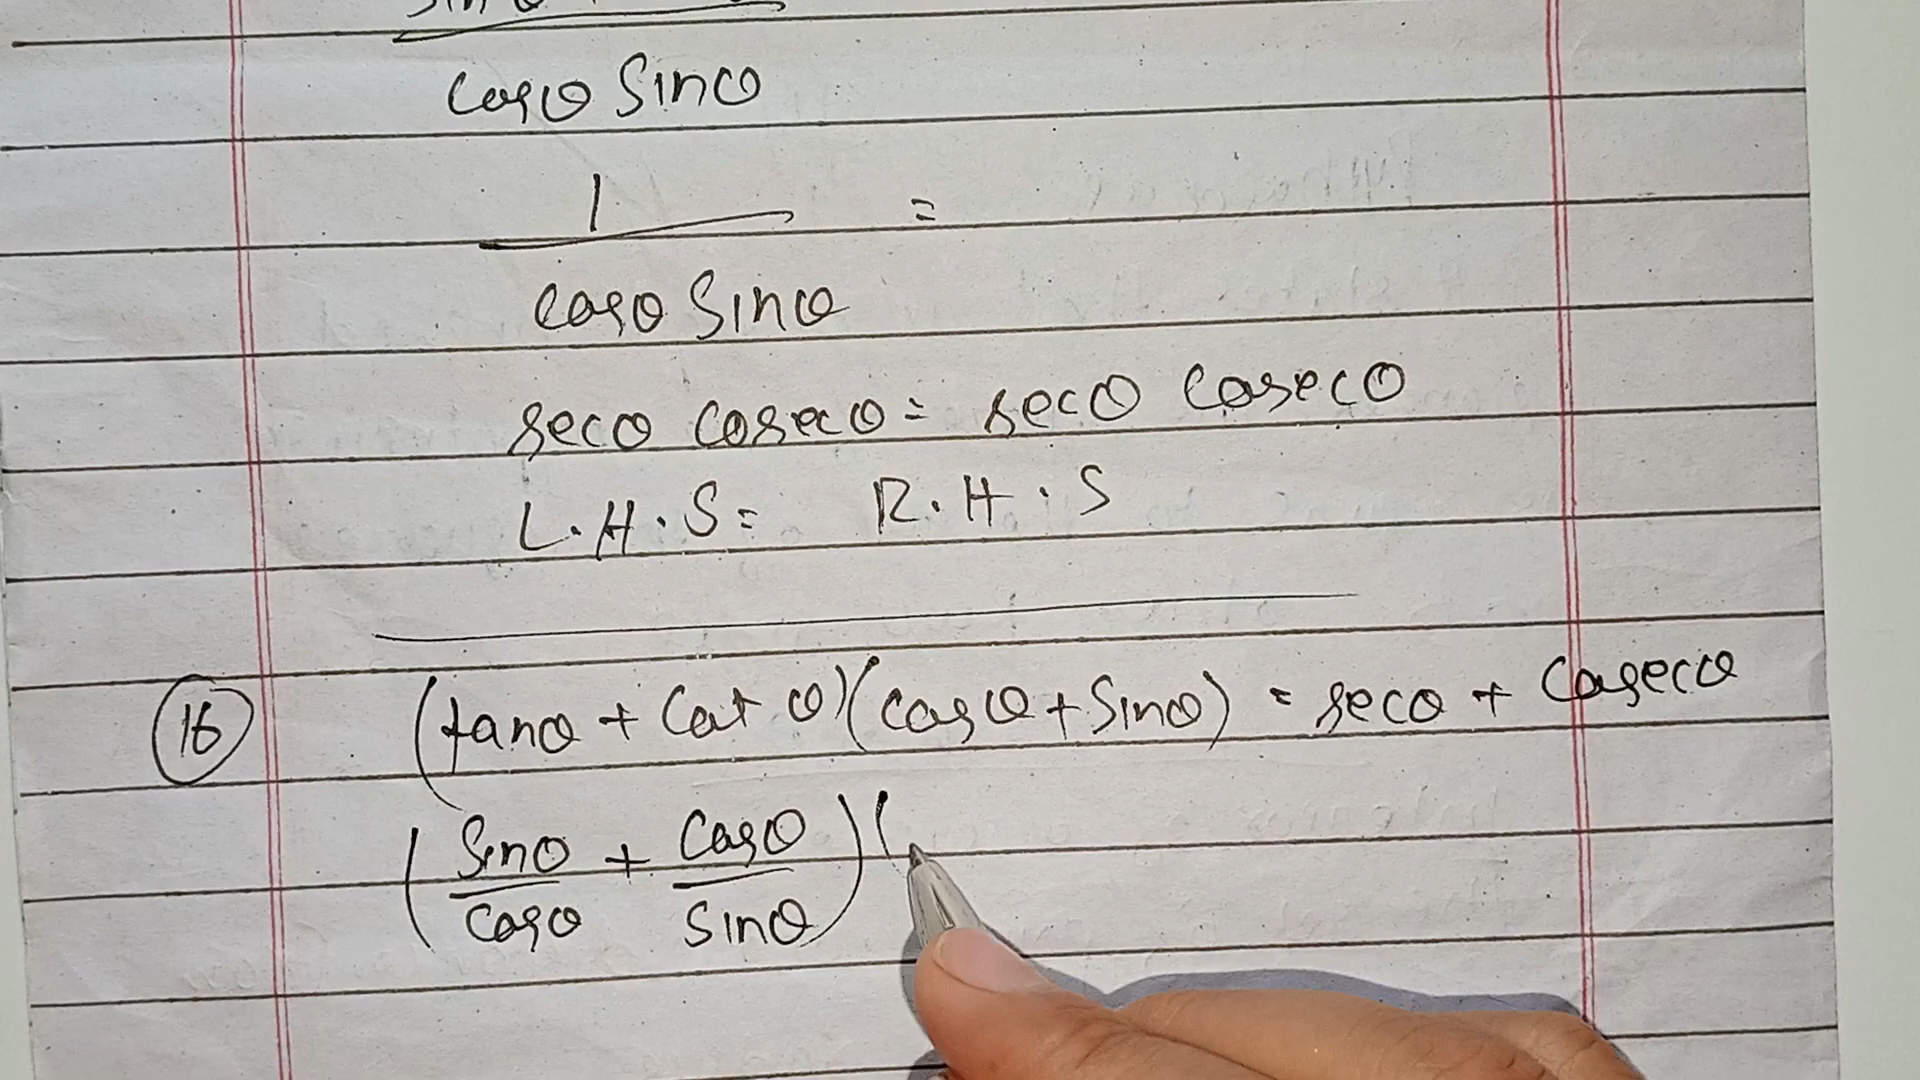 sinθ
cosθ sinθ
1 =
cosθ sinθ
secθ cosecθ = secθ cosecθ
L.H.S = R.H.S
16 (tanθ + cotθ)(cosθ + sinθ) = secθ + cosecθ
(sinθ + cosθ)(
cosθ sinθ